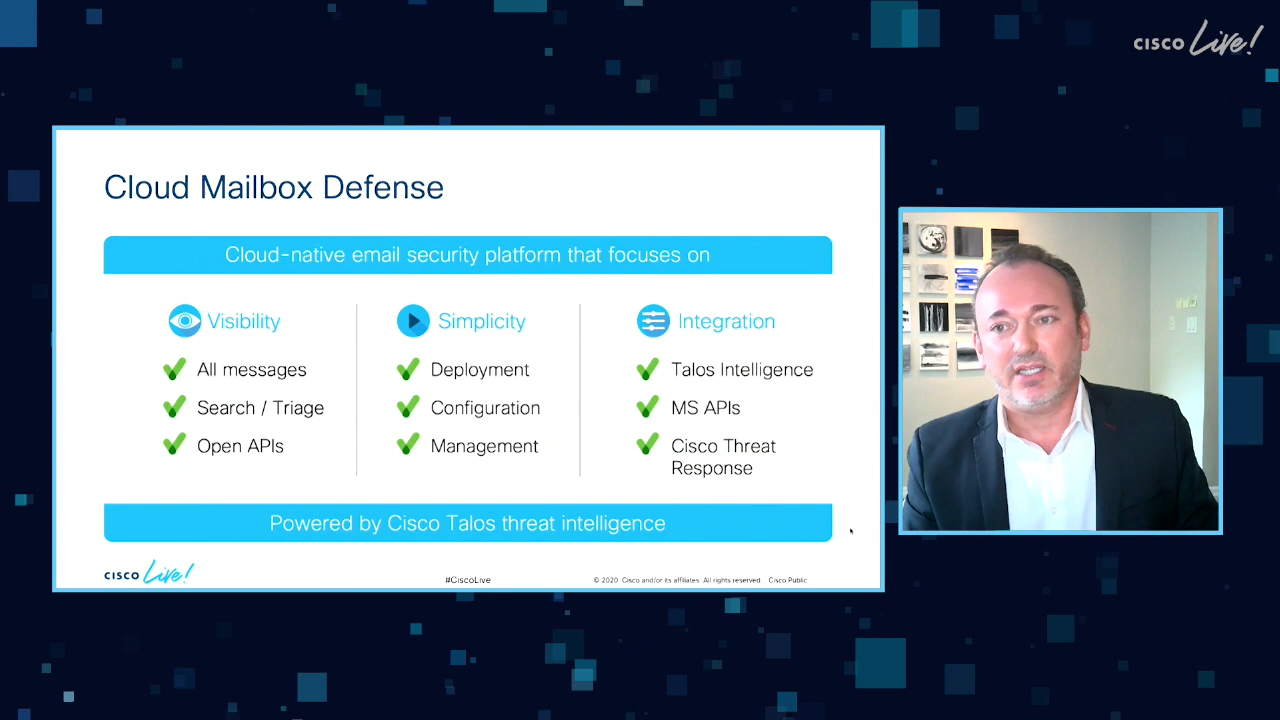 CISCO Live!
Cloud Mailbox Defense
Cloud-native email security platform that focuses on
Visibility
All messages
Search / Triage
Open APIs
Simplicity
Deployment
Configuration
Management
Integration
Talos Intelligence
MS APIs
Cisco Threat
Response
Powered by Cisco Talos threat intelligence
CISCO Live!
#CiscoLive
© 2020 Cisco and/or its affiliates. All rights reserved. Cisco Public